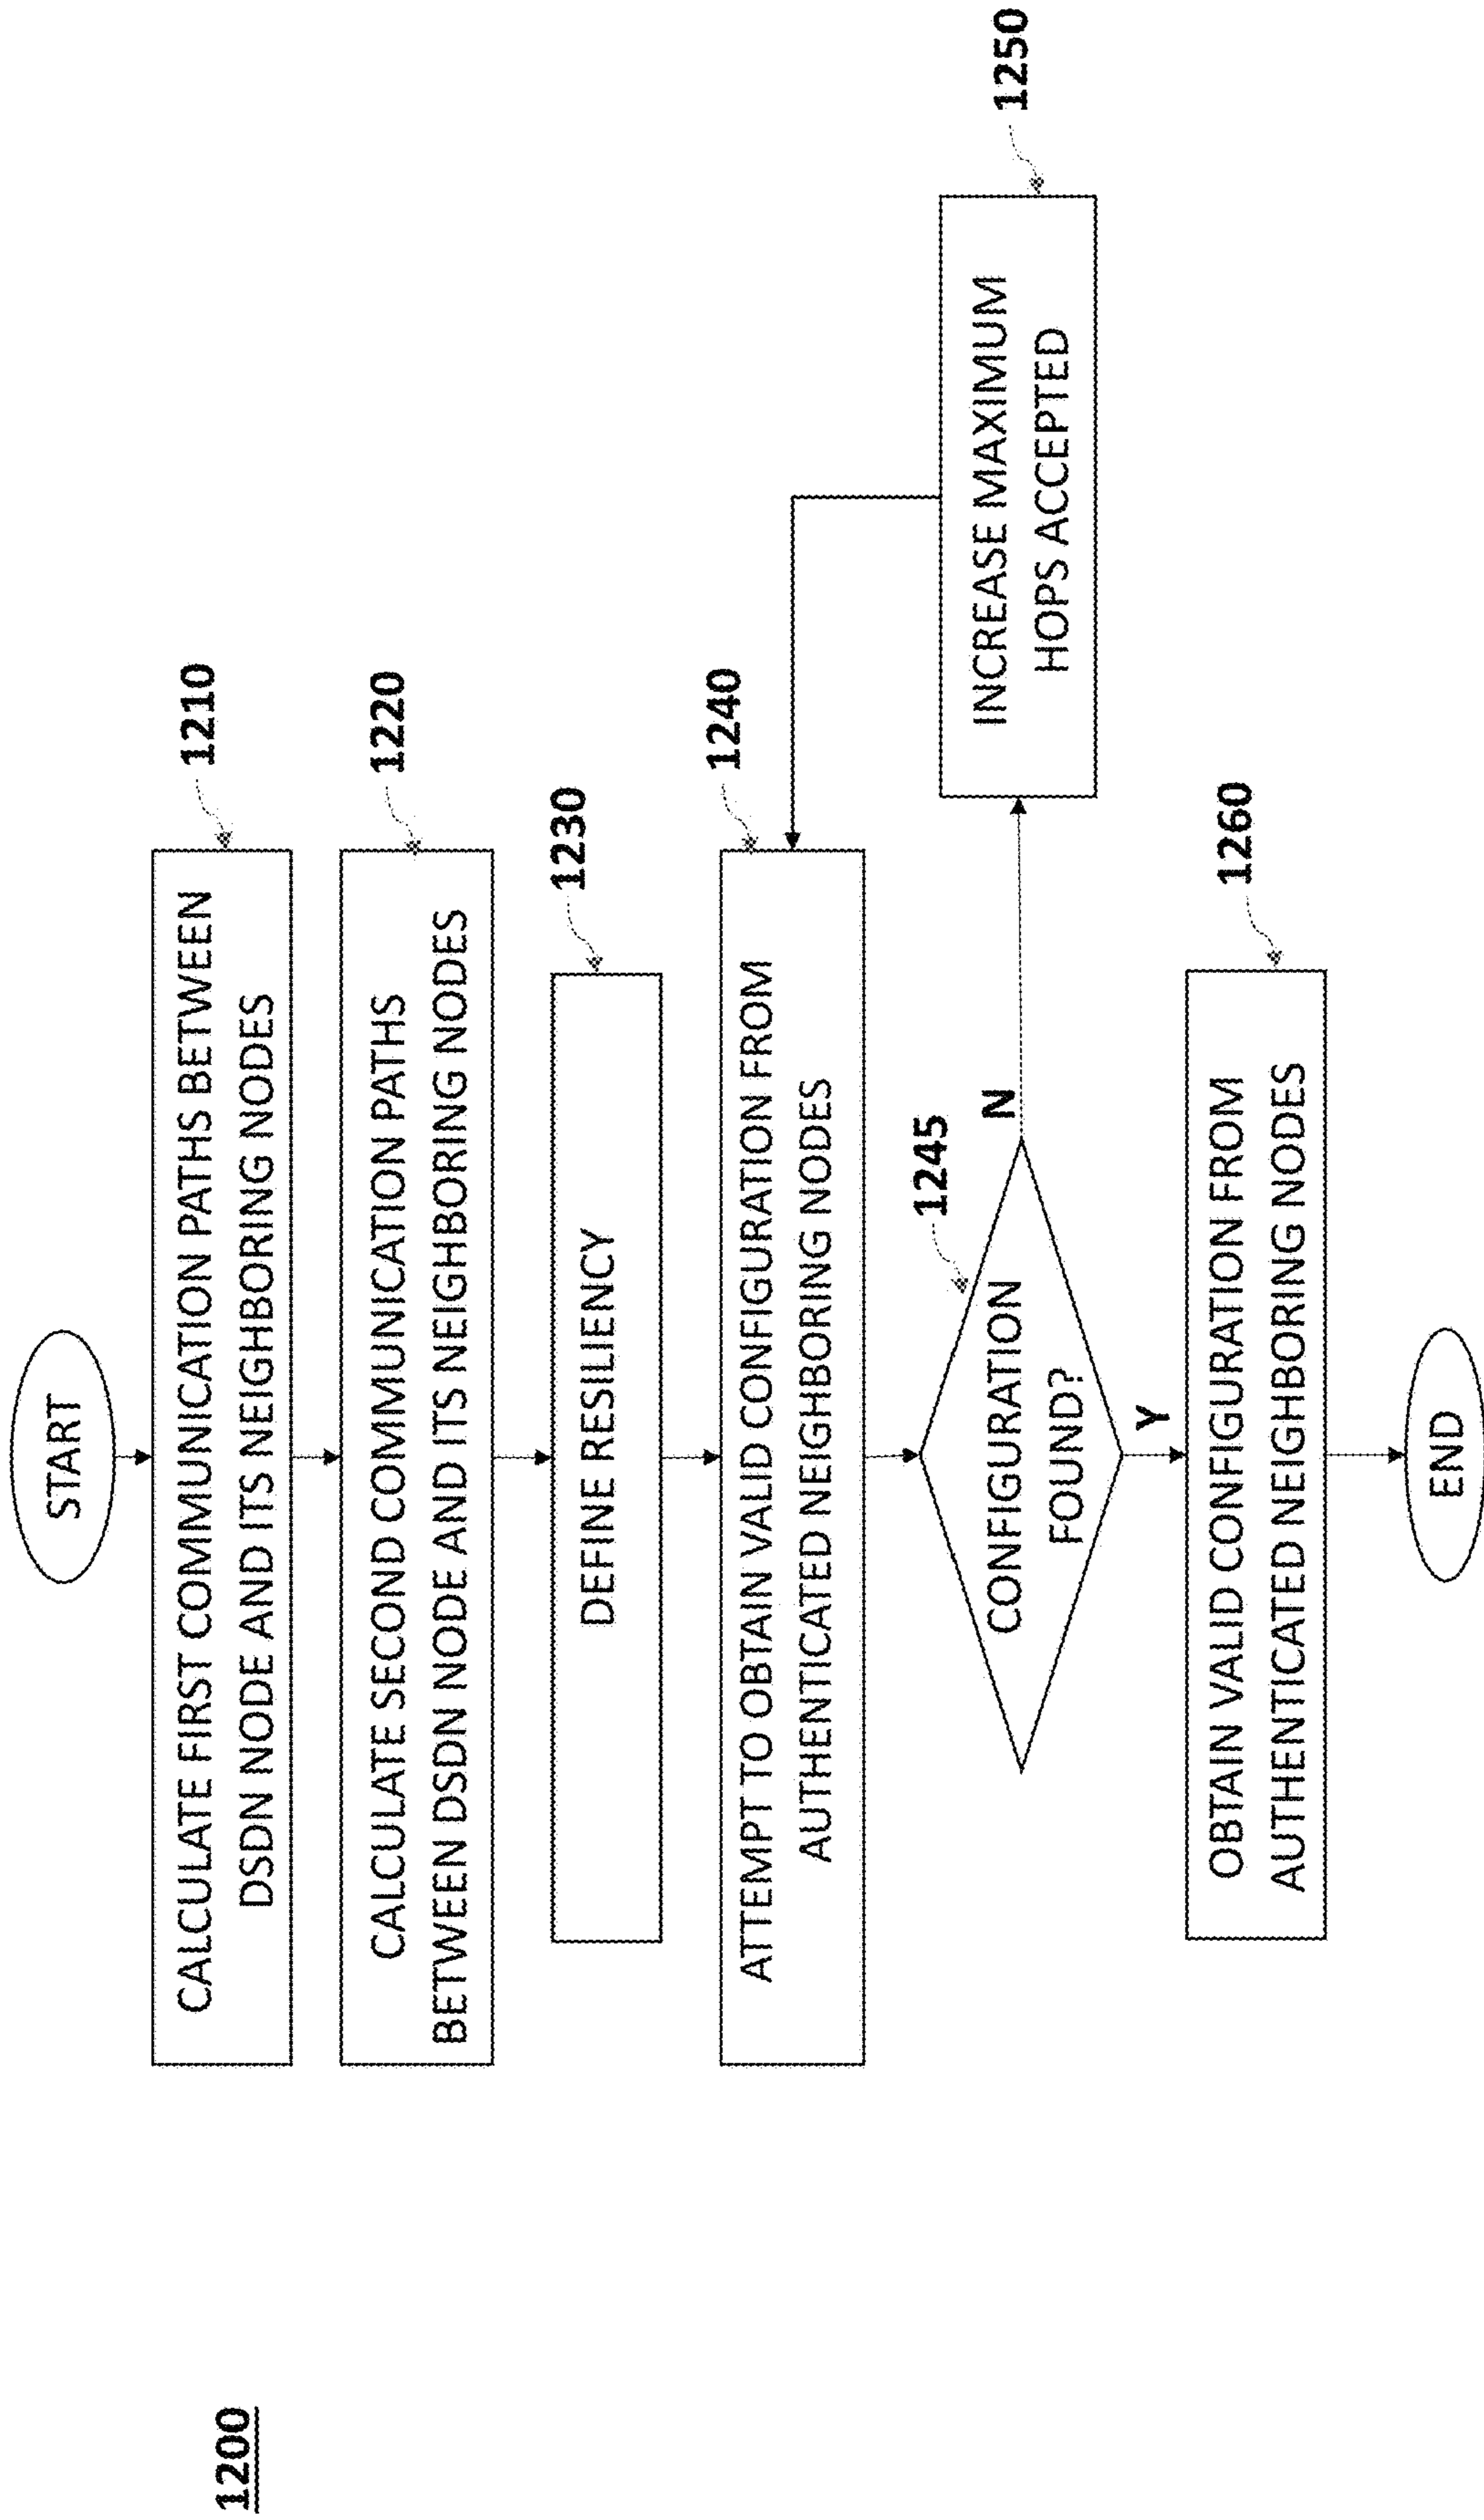 1200
START
CALCULATE FIRST COMMUNICATION PATHS BETWEEN
DSDN NODE AND ITS NEIGHBORING NODES
1210
CALCULATE SECOND COMMUNICATION PATHS
BETWEEN DSDN NODE AND ITS NEIGHBORING NODES
1220
DEFINE RESILIENCY
1230
ATTEMPT TO OBTAIN VALID CONFIGURATION FROM
AUTHENTICATED NEIGHBORING NODES
1240
CONFIGURATION
FOUND?
1245
N
INCREASE MAXIMUM
HOPS ACCEPTED
1250
Y
OBTAIN VALID CONFIGURATION FROM
AUTHENTICATED NEIGHBORING NODES
1260
END